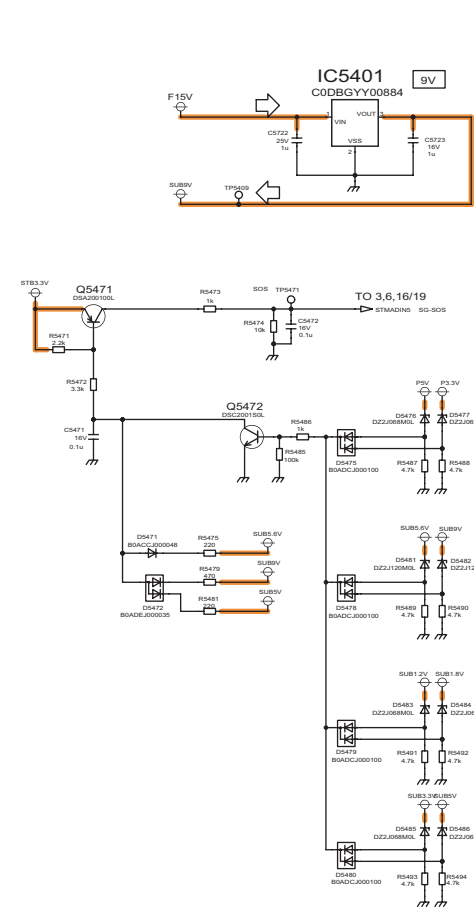 IC5401
9V
C0DBGYY00884
F15V
1
3
VIN
VOUT
VSS
2
C5722
25V
1u
C5723
16V
1u
SUB9V
TP5409
STB3.3V
Q5471
DSA200100L
R5473
1k
SOS
TP5471
TO 3,6,16/19
STMADIN5
SG-SOS
R5471
2.2k
R5474
10k
C5472
16V
0.1u
R5472
3.3k
Q5472
DSC200150L
P5V
P3.3V
C5471
16V
0.1u
R5486
1k
R5485
100k
D5476
DZ2J068M0L
D5477
D5475
B0ADCJ000100
R5487
4.7k
R5488
4.7k
D5471
B0ACCJ000048
R5475
220
SUB5.6V
R5479
470
SUB9V
R5481
220
SUB5V
D5472
B0ADEJ000035
SUB5.6V
SUB9V
D5481
DZ2J120M0L
D5482
D5478
B0ADCJ000100
R5489
4.7k
R5490
4.7k
SUB1.2V
SUB1.8V
D5483
DZ2J068M0L
D5484
D5479
B0ADCJ000100
R5491
4.7k
R5492
4.7k
SUB3.3V
SUB5V
D5485
DZ2J068M0L
D5486
D5480
B0ADCJ000100
R5493
4.7k
R5494
4.7k